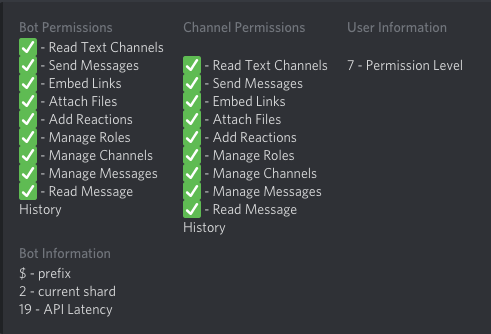 Bot Permissions
✅ - Read Text Channels
✅ - Send Messages
✅ - Embed Links
✅ - Attach Files
✅ - Add Reactions
✅ - Manage Roles
✅ - Manage Channels
✅ - Manage Messages
✅ - Read Message
History
Channel Permissions
✅ - Read Text Channels
✅ - Send Messages
✅ - Embed Links
✅ - Attach Files
✅ - Add Reactions
✅ - Manage Roles
✅ - Manage Channels
✅ - Manage Messages
✅ - Read Message
History
User Information
7 - Permission Level
Bot Information
$ - prefix
2 - current shard
19 - API Latency